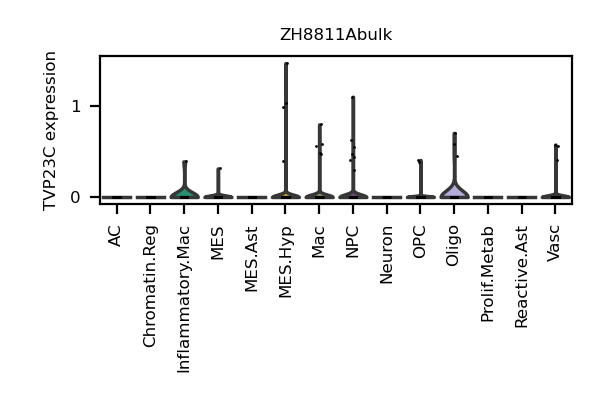 ZH8811Abulk
TVP23C expression
1
0
AC
Chromatin.Reg
Inflammatory.Mac
MES
MES.Ast
MES.Hyp
Mac
NPC
Neuron
OPC
Oligo
Prolif.Metab
Reactive.Ast
Vasc